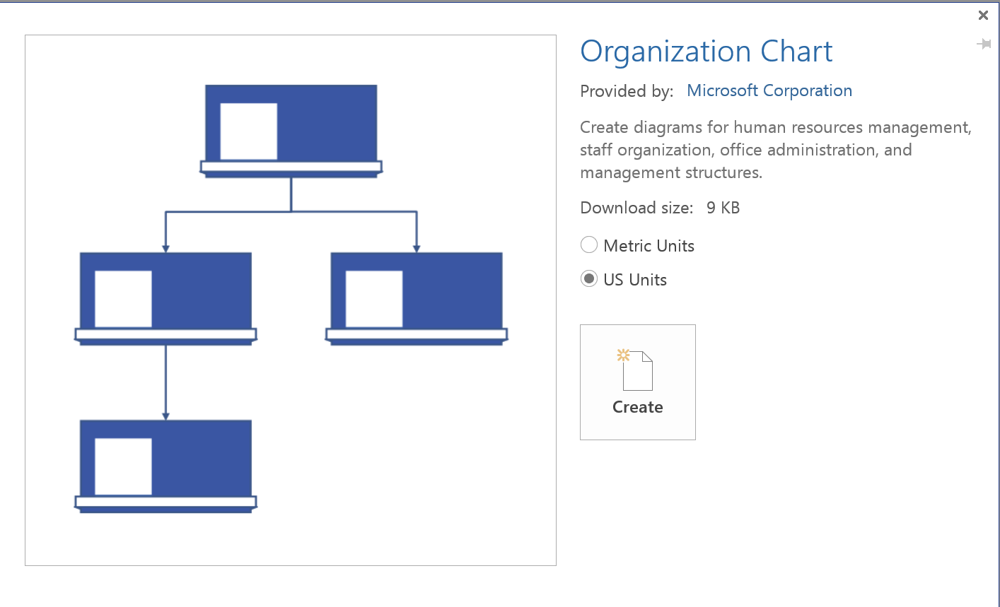 Organization Chart
Provided by: Microsoft Corporation
Create diagrams for human resources management,
staff organization, office administration, and
management structures.
Download size: 9 KB
Metric Units
US Units
Create